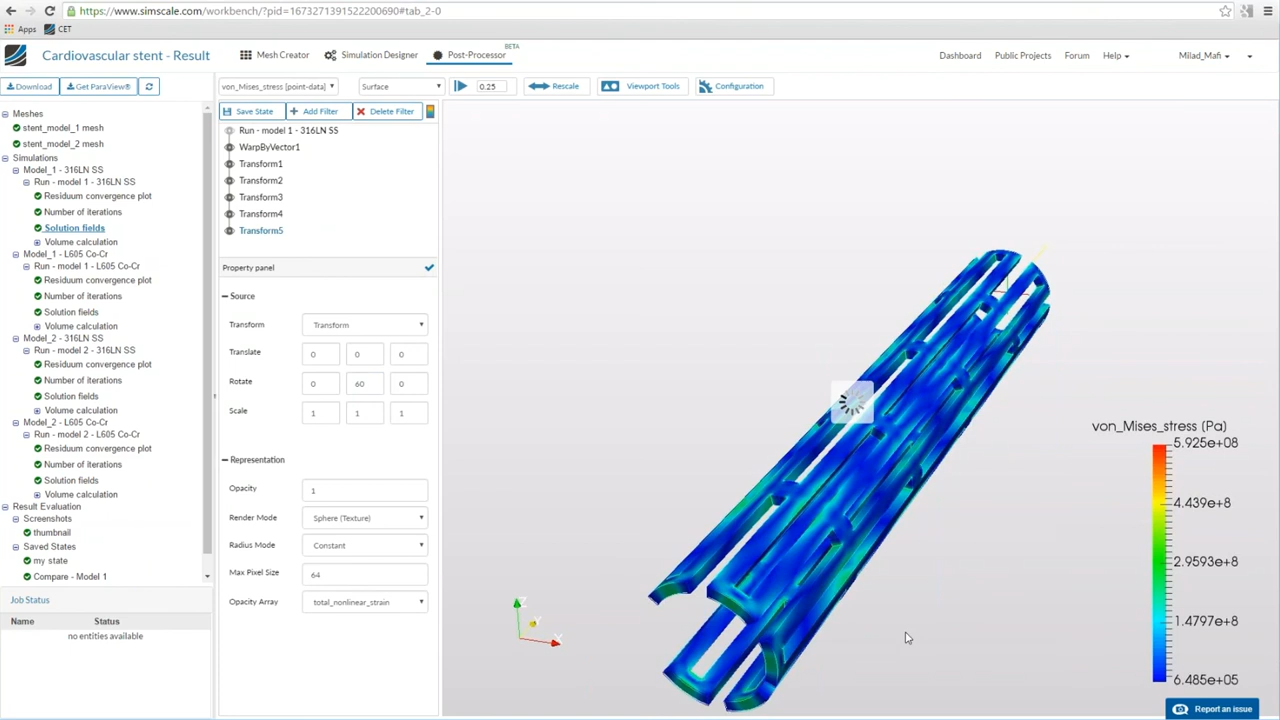 https://www.simscale.com/workbench/?pid=1673271391522200690#tab_2-0
Apps CET
Cardiovascular stent - Result
Mesh Creator
Simulation Designer
Post-Processor
BETA
Dashboard
Public Projects
Forum
Help
Milad_Mafi
Download
Get ParaView®
von_Mises_stress [point-data]
Surface
0.25
Rescale
Viewport Tools
Configuration
Save State
Add Filter
Delete Filter
Meshes
stent_model_1 mesh
stent_model_2 mesh
Simulations
Model_1 - 316LN SS
Run - model 1 - 316LN SS
Residuum convergence plot
Number of iterations
Solution fields
Volume calculation
Model_1 - L605 Co-Cr
Run - model 1 - L605 Co-Cr
Residuum convergence plot
Number of iterations
Solution fields
Volume calculation
Model_2 - 316LN SS
Run - model 2 - 316LN SS
Residuum convergence plot
Number of iterations
Solution fields
Volume calculation
Model_2 - L605 Co-Cr
Run - model 2 - L605 Co-Cr
Residuum convergence plot
Number of iterations
Solution fields
Volume calculation
Result Evaluation
Screenshots
thumbnail
Saved States
my state
Compare - Model 1
Job Status
Name Status
no entities available
Run - model 1 - 316LN SS
WarpByVector1
Transform1
Transform2
Transform3
Transform4
Transform5
Property panel
Source
Transform Transform
Translate 0 0 0
Rotate 0 60 0
Scale 1 1 1
Representation
Opacity 1
Render Mode Sphere (Texture)
Radius Mode Constant
Max Pixel Size 64
Opacity Array total_nonlinear_strain
Z
Y
X
von_Mises_stress (Pa)
5.925e+08
4.439e+8
2.9593e+8
1.4797e+8
6.485e+05
Report an issue